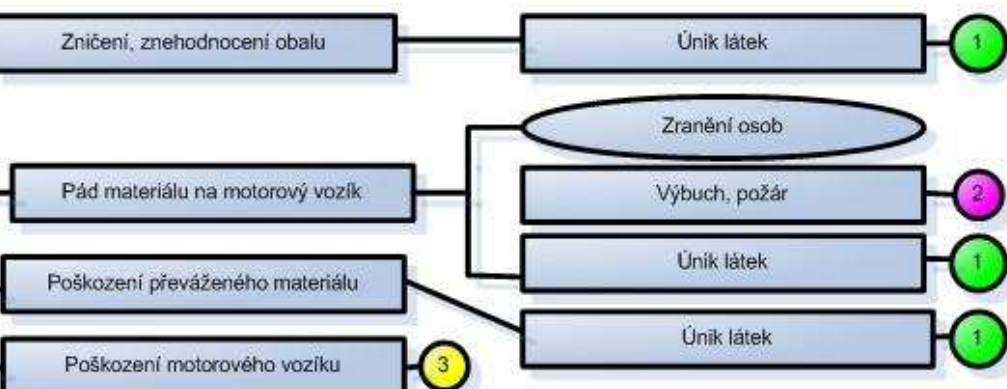 Zničení, znehodnocení obalu
Únik látek
1
Zranění osob
Pád materiálu na motorový vozík
Výbuch, požár
2
Únik látek
1
Poškození převáženého materiálu
Únik látek
1
Poškození motorového vozíku
3